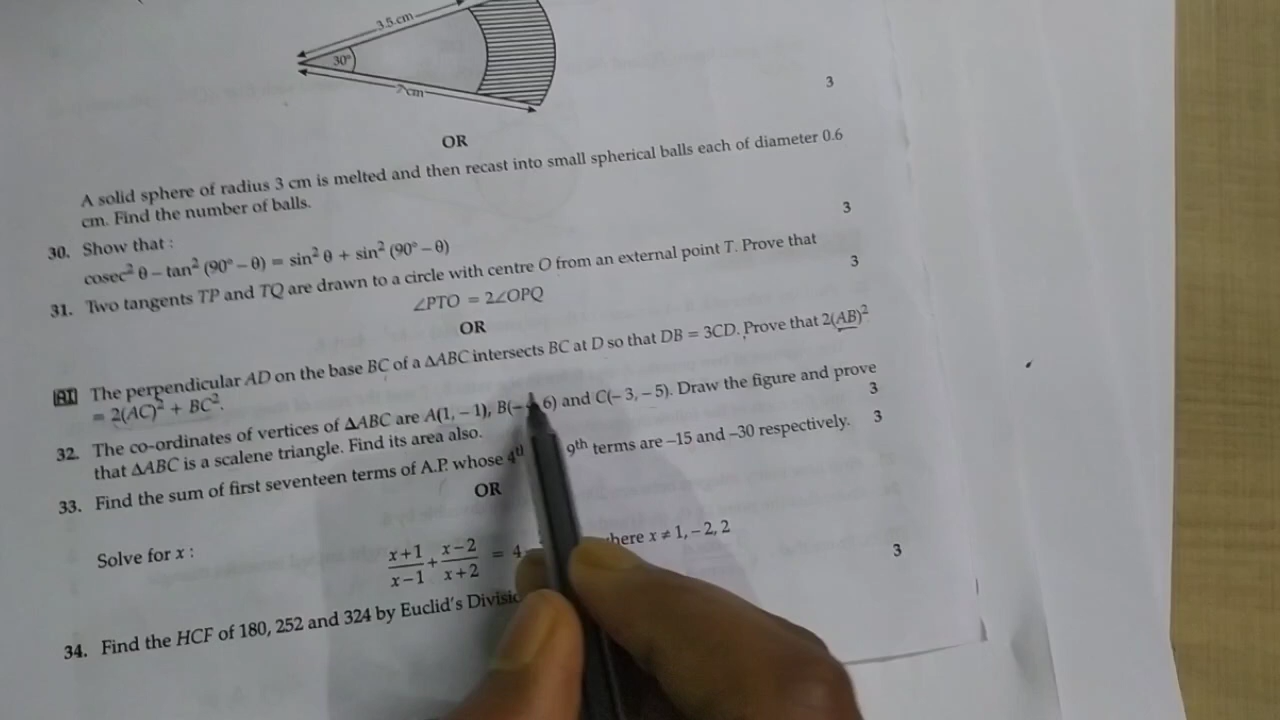 3.5 cm
30°
7 cm
3
OR
A solid sphere of radius 3 cm is melted and then recast into small spherical balls each of diameter 0.6
cm. Find the number of balls.
3
30. Show that :
cosec² θ – tan² (90° – θ) = sin² θ + sin² (90° – θ)
3
31. Two tangents TP and TQ are drawn to a circle with centre O from an external point T. Prove that
∠PTO = 2∠OPQ
OR
AI The perpendicular AD on the base BC of a ΔABC intersects BC at D so that DB = 3CD. Prove that 2(AB)²
= 2(AC)² + BC².
3
32. The co-ordinates of vertices of ΔABC are A(1, – 1), B(– 6) and C(– 3, – 5). Draw the figure and prove
that ΔABC is a scalene triangle. Find its area also.
3
33. Find the sum of first seventeen terms of A.P. whose 4th 9th terms are –15 and –30 respectively.
OR
Solve for x :
x+1/x–1 + x–2/x+2 = 4 here x ≠ 1, – 2, 2
3
34. Find the HCF of 180, 252 and 324 by Euclid's